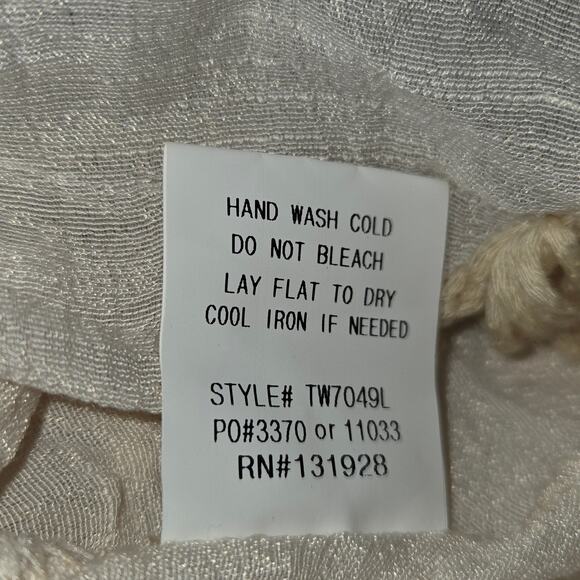 HAND WASH COLD
DO NOT BLEACH
LAY FLAT TO DRY
COOL IRON IF NEEDED
STYLE# TW7049L
PO#3370 or 11033
RN#131928